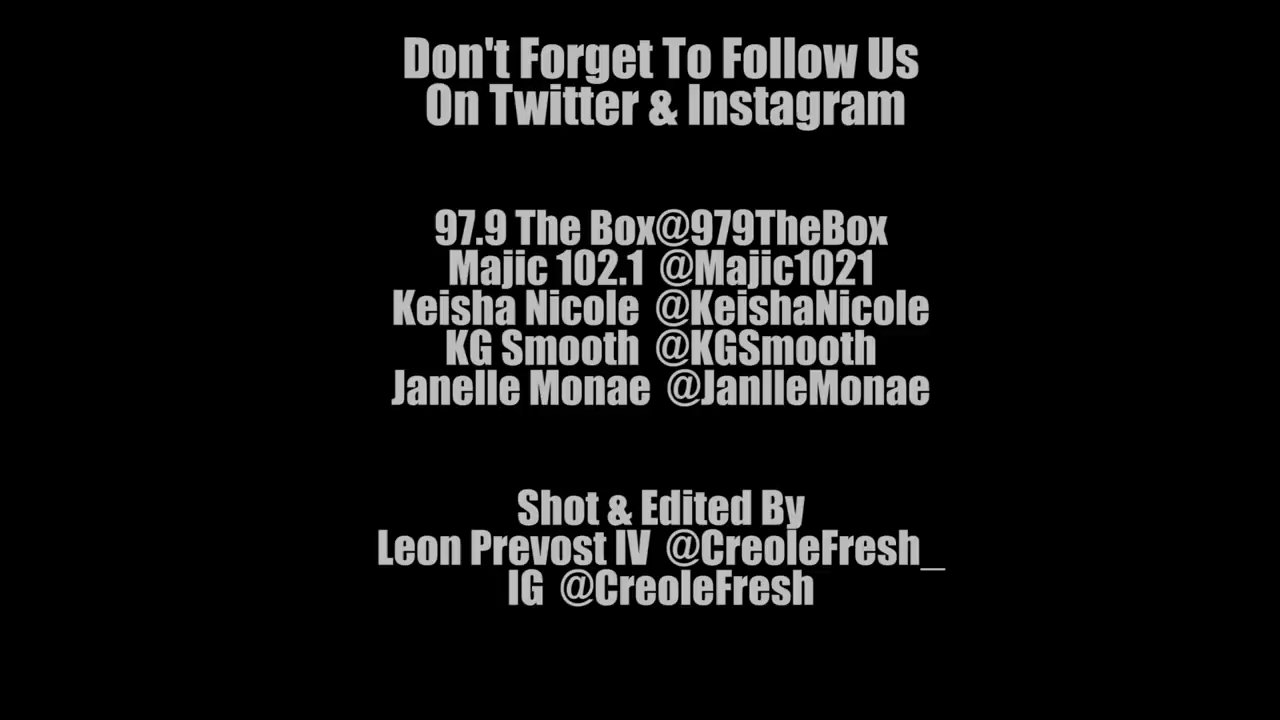 Don't Forget To Follow Us
On Twitter & Instagram
97.9 The Box@979TheBox
Majic 102.1 @Majic1021
Keisha Nicole @KeishaNicole
KG Smooth @KGSmooth
Janelle Monae @JanlleMonae
Shot & Edited By
Leon Prevost IV @CreoleFresh_
IG @CreoleFresh